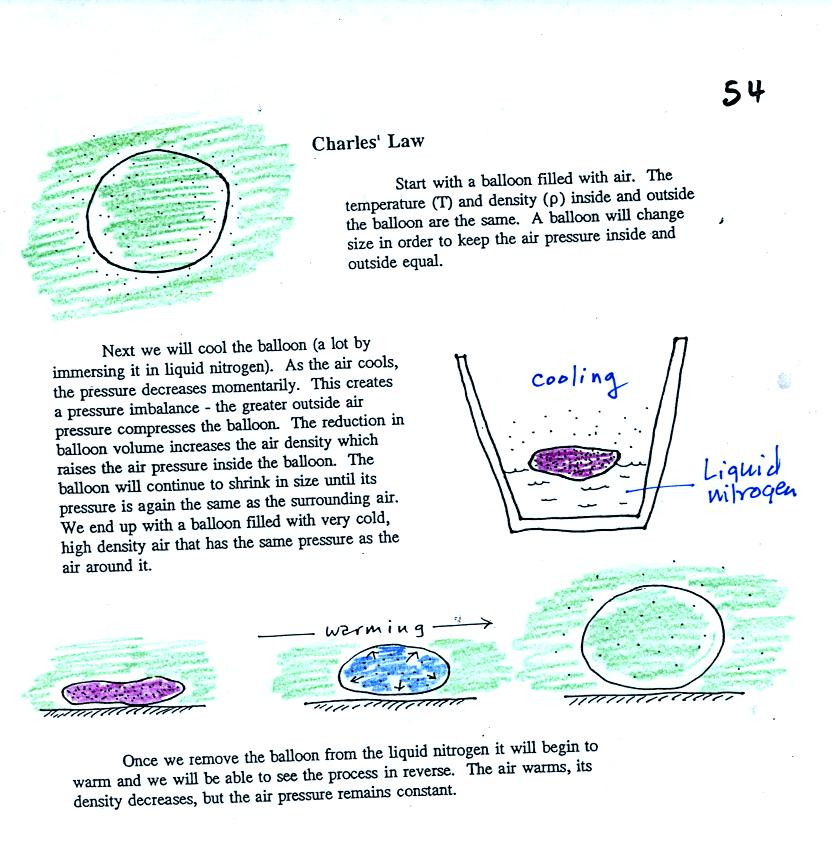 54
Charles' Law
Start with a balloon filled with air. The
temperature (T) and density (ρ) inside and outside
the balloon are the same. A balloon will change
size in order to keep the air pressure inside and
outside equal.
Next we will cool the balloon (a lot by
immersing it in liquid nitrogen). As the air cools,
the pressure decreases momentarily. This creates
a pressure imbalance - the greater outside air
pressure compresses the balloon. The reduction in
balloon volume increases the air density which
raises the air pressure inside the balloon. The
balloon will continue to shrink in size until its
pressure is again the same as the surrounding air.
We end up with a balloon filled with very cold,
high density air that has the same pressure as the
air around it.
cooling
Liquid
nitrogen
warming
Once we remove the balloon from the liquid nitrogen it will begin to
warm and we will be able to see the process in reverse. The air warms, its
density decreases, but the air pressure remains constant.